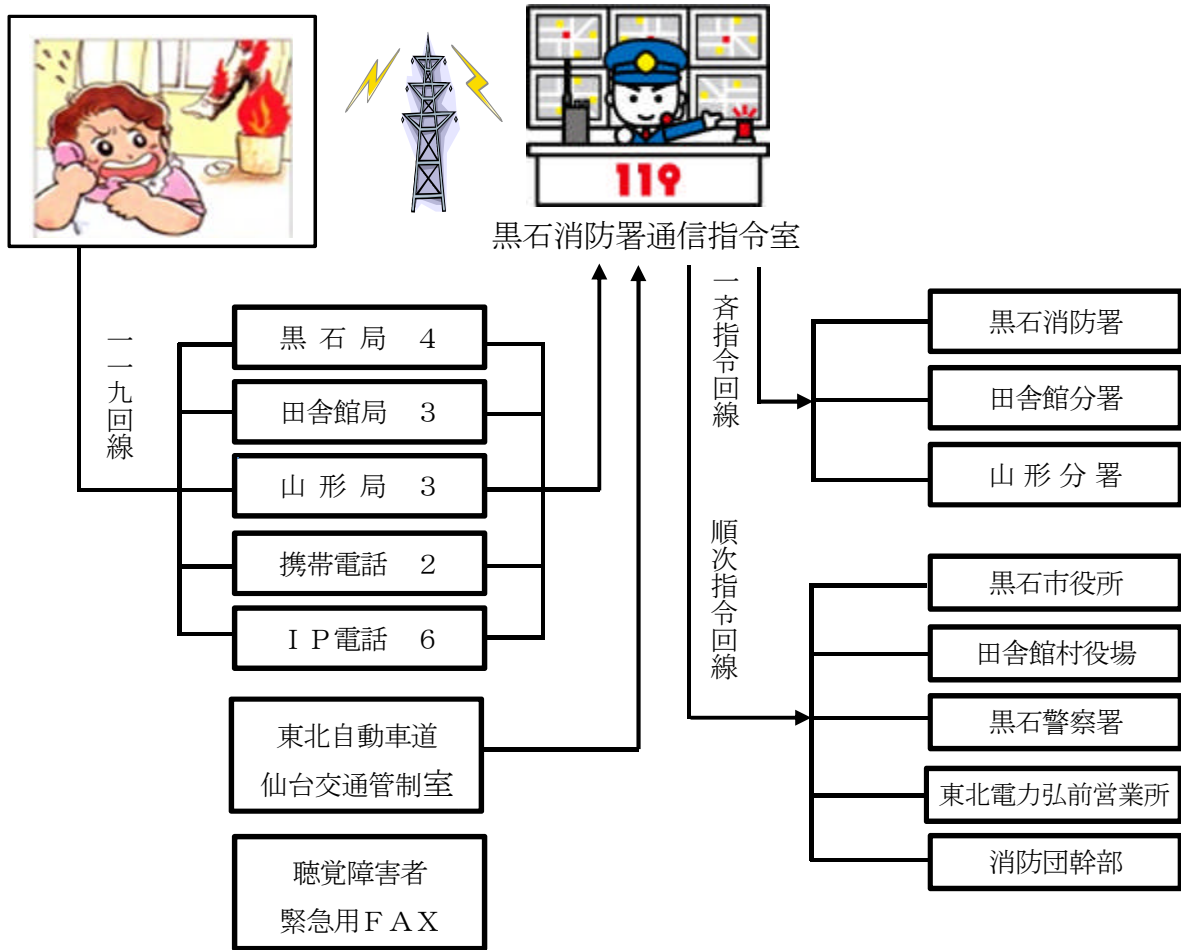 119
黒石消防署通信指令室
一一九回線
黒石局 ４
田舎館局 ３
山形局 ３
携帯電話 ２
ＩＰ電話 ６
東北自動車道
仙台交通管制室
聴覚障害者
緊急用ＦＡＸ
一斉指令回線
黒石消防署
田舎館分署
山形分署
順次指令回線
黒石市役所
田舎館村役場
黒石警察署
東北電力弘前営業所
消防団幹部